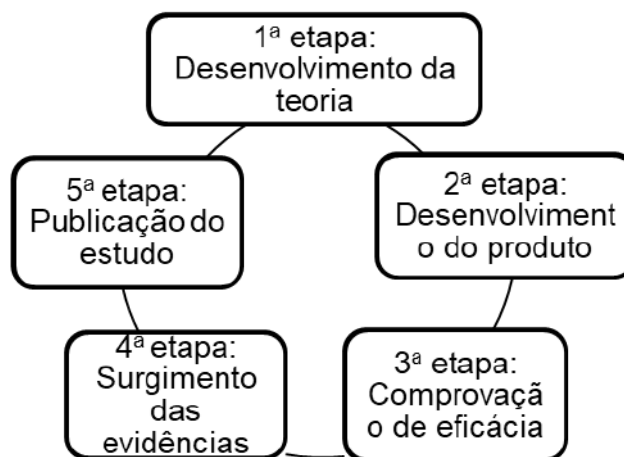 1ª etapa:
Desenvolvimento da
teoria
2ª etapa:
Desenvolviment
o do produto
3ª etapa:
Comprovaçã
o de eficácia
4ª etapa:
Surgimento
das
evidências
5ª etapa:
Publicação do
estudo